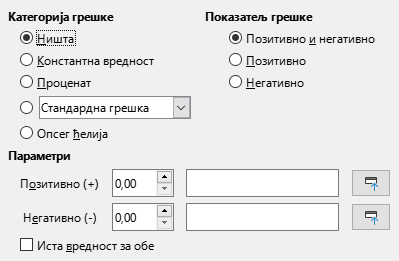 Категорија грешке
Показатељ грешке
Ништа
Позитивно и негативно
Константна вредност
Позитивно
Проценат
Негативно
Стандардна грешка
Опсег ћелија
Параметри
Позитивно (+) 0,00
Негативно (-) 0,00
Иста вредност за обе